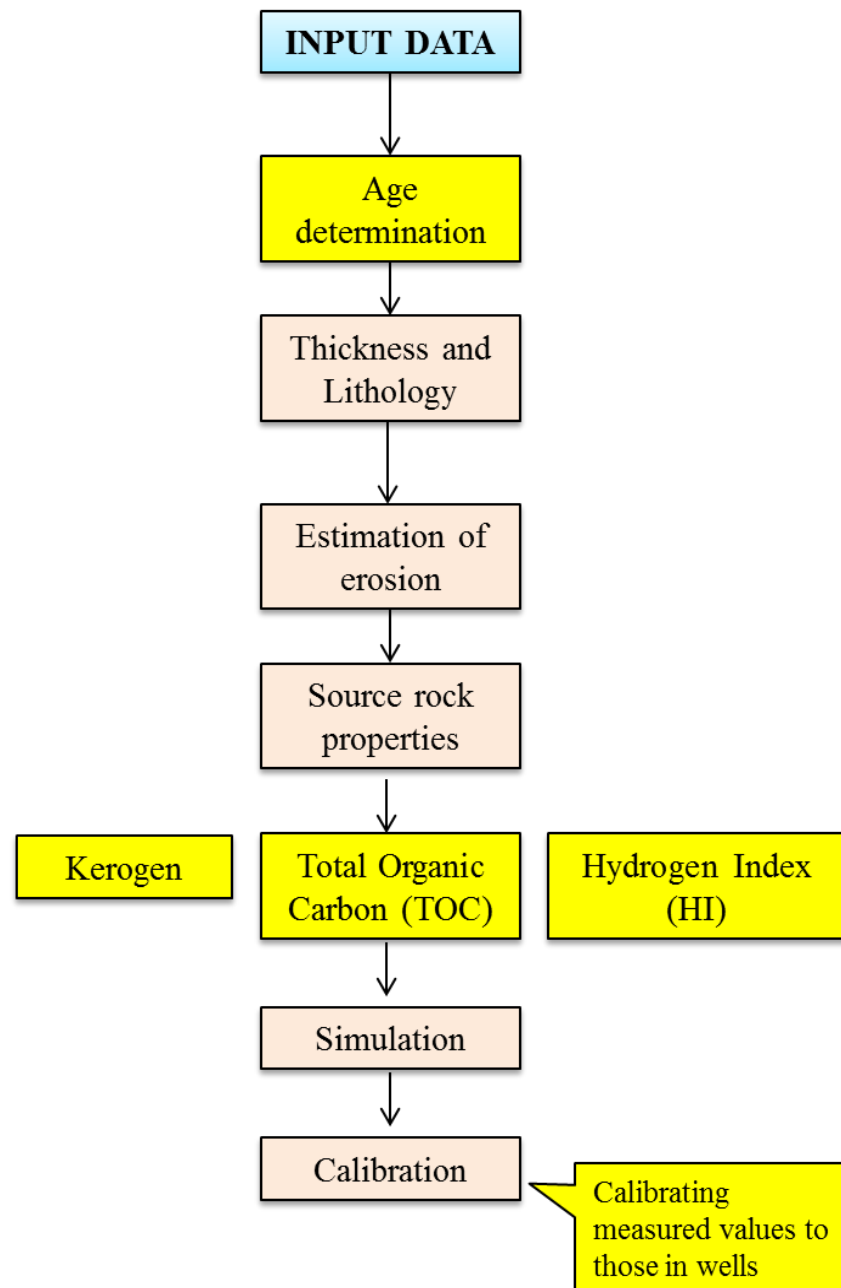 INPUT DATA
Age
determination
Thickness and
Lithology
Estimation of
erosion
Source rock
properties
Kerogen
Total Organic
Carbon (TOC)
Hydrogen Index
(HI)
Simulation
Calibration
Calibrating
measured values to
those in wells